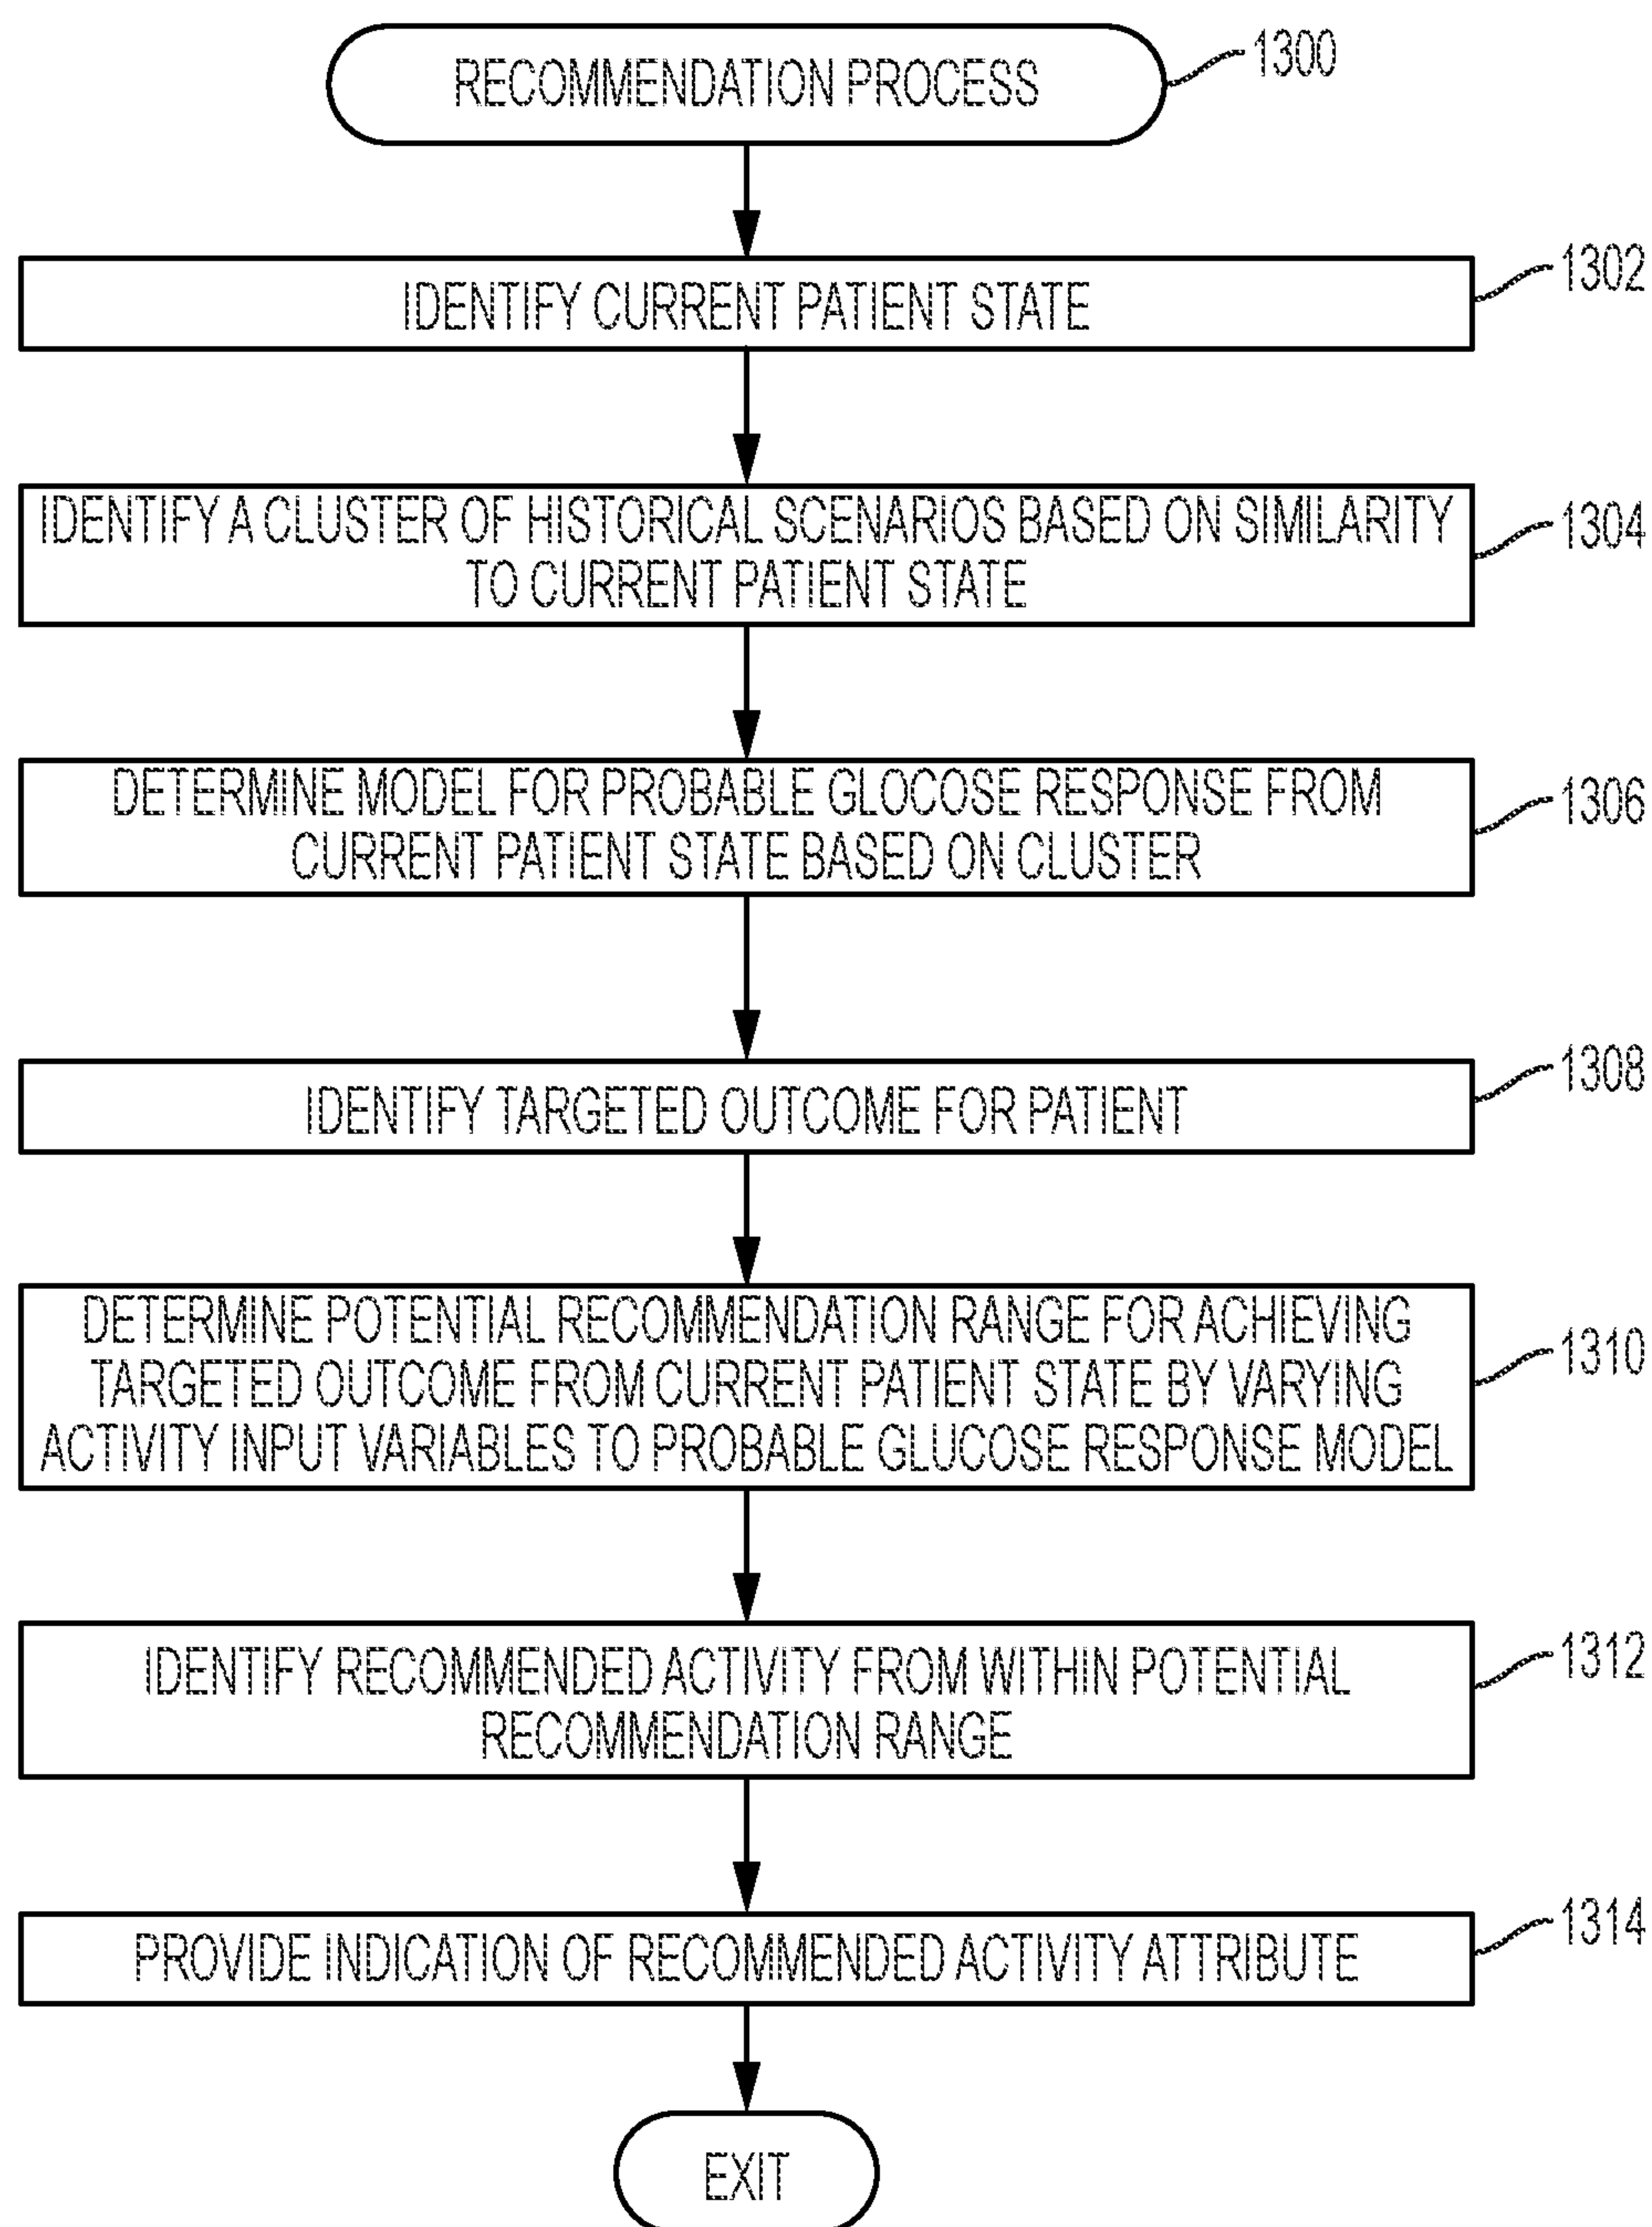 RECOMMENDATION PROCESS
1300
IDENTIFY CURRENT PATIENT STATE
1302
IDENTIFY A CLUSTER OF HISTORICAL SCENARIOS BASED ON SIMILARITY
TO CURRENT PATIENT STATE
1304
DETERMINE MODEL FOR PROBABLE GLOCOSE RESPONSE FROM
CURRENT PATIENT STATE BASED ON CLUSTER
1306
IDENTIFY TARGETED OUTCOME FOR PATIENT
1308
DETERMINE POTENTIAL RECOMMENDATION RANGE FOR ACHIEVING
TARGETED OUTCOME FROM CURRENT PATIENT STATE BY VARYING
ACTIVITY INPUT VARIABLES TO PROBABLE GLUCOSE RESPONSE MODEL
1310
IDENTIFY RECOMMENDED ACTIVITY FROM WITHIN POTENTIAL
RECOMMENDATION RANGE
1312
PROVIDE INDICATION OF RECOMMENDED ACTIVITY ATTRIBUTE
1314
EXIT